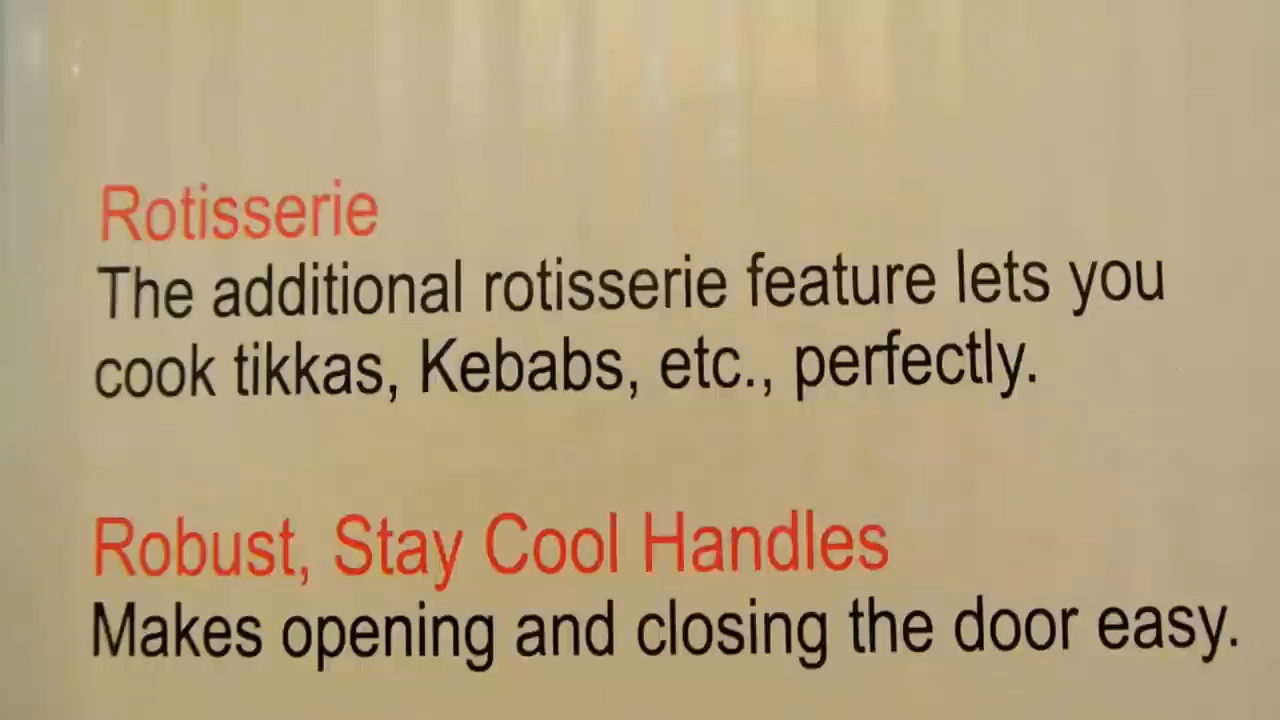 Rotisserie
The additional rotisserie feature lets you
cook tikkas, Kebabs, etc., perfectly.
Robust, Stay Cool Handles
Makes opening and closing the door easy.